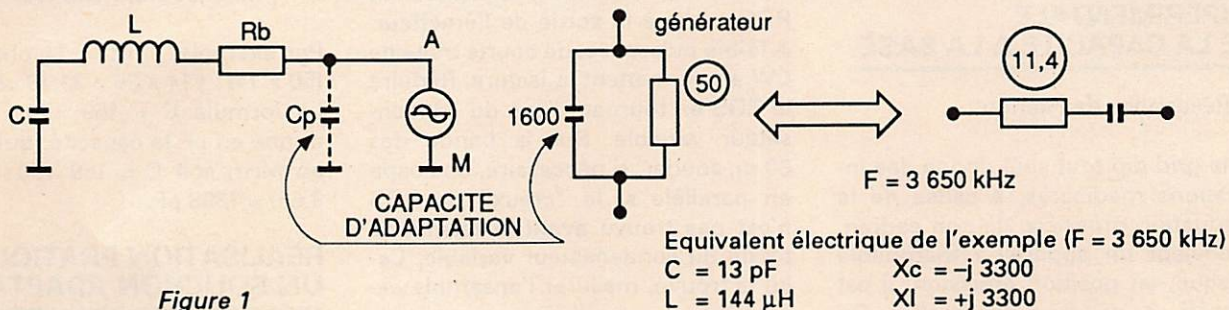 L
Rb
A
C
Cp
M
CAPACITE
D'ADAPTATION
Figure 1
générateur
1600
50
11,4
F = 3 650 kHz
Equivalent électrique de l'exemple (F = 3 650 kHz)
C = 13 pF Xc = –j 3300
L = 144 µH Xl = +j 3300